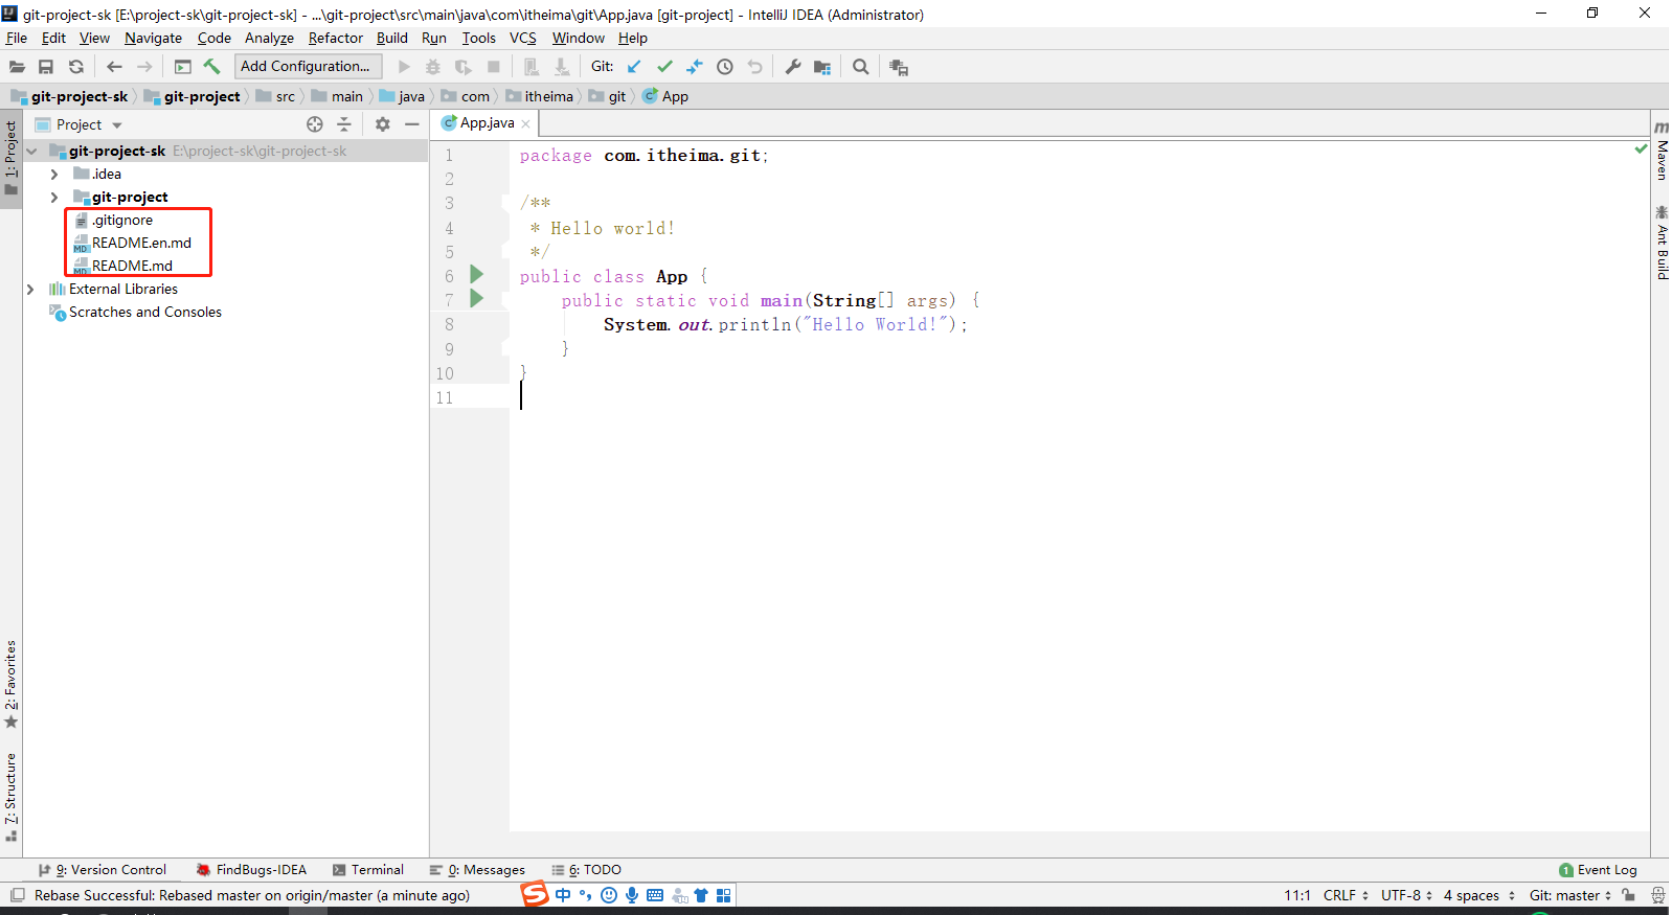 git-project-sk [E:\project-sk\git-project-sk] - ...\git-project\src\main\java\com\itheima\git\App.java [git-project] - IntelliJ IDEA (Administrator)
File Edit View Navigate Code Analyze Refactor Build Run Tools VCS Window Help
Add Configuration... Git:
git-project-sk git-project src main java com itheima git App
1: Project
Project
App.java
git-project-sk E:\project-sk\git-project-sk
.idea
git-project
.gitignore
README.en.md
README.md
External Libraries
Scratches and Consoles
1 package com.itheima.git;
2
3 /**
4 * Hello world!
5 */
6 public class App {
7 public static void main(String[] args) {
8 System.out.println("Hello World!");
9 }
10 }
11
Maven
Ant Build
2: Favorites
7: Structure
9: Version Control FindBugs-IDEA Terminal 0: Messages 6: TODO 1 Event Log
Rebase Successful: Rebased master on origin/master (a minute ago) 中 11:1 CRLF UTF-8 4 spaces Git: master